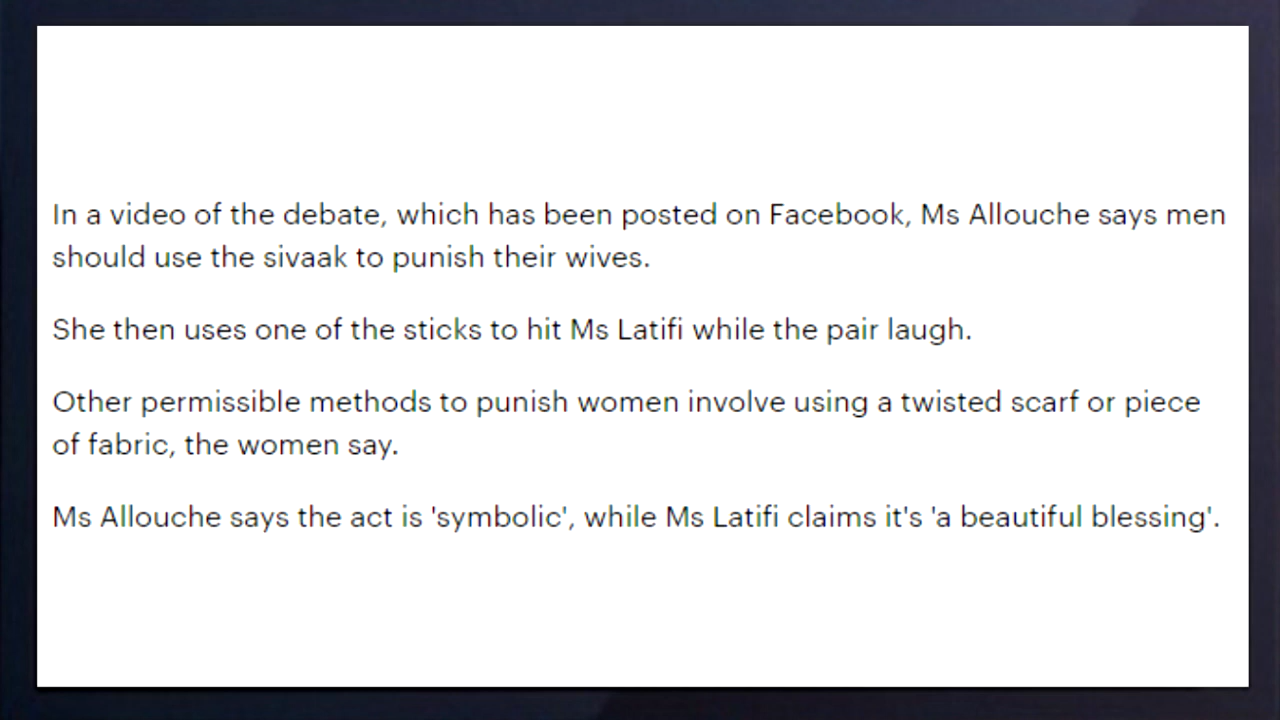 In a video of the debate, which has been posted on Facebook, Ms Allouche says men
should use the sivaak to punish their wives.
She then uses one of the sticks to hit Ms Latifi while the pair laugh.
Other permissible methods to punish women involve using a twisted scarf or piece
of fabric, the women say.
Ms Allouche says the act is 'symbolic', while Ms Latifi claims it's 'a beautiful blessing'.